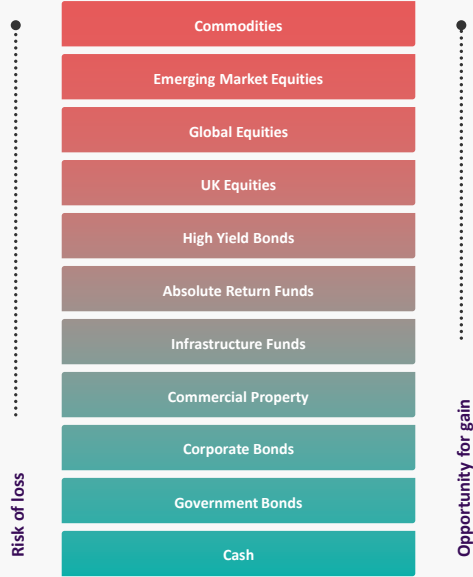 Commodities
Emerging Market Equities
Global Equities
UK Equities
High Yield Bonds
Absolute Return Funds
Infrastructure Funds
Commercial Property
Corporate Bonds
Government Bonds
Cash
Risk of loss
Opportunity for gain